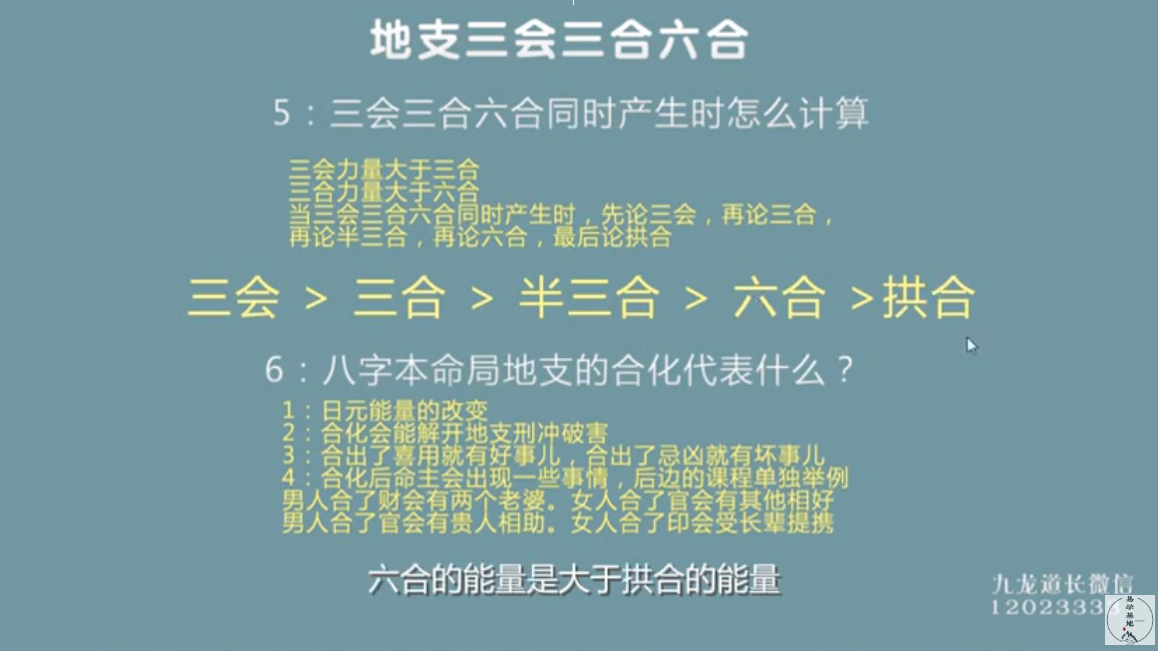 地支三会三合六合
5：三会三合六合同时产生时怎么计算
三会力量大于三合
三合力量大于六合
当三会三合六合同时产生时，先论三会，再论三合，
再论半三合，再论六合，最后论拱合
三会 > 三合 > 半三合 > 六合 >拱合
6：八字本命局地支的合化代表什么？
1：日元能量的改变
2：合化会能解开地支刑冲破害
3：合出了喜用就有好事儿，合出了忌凶就有坏事儿
4：合化后命主会出现一些事情，后边的课程单独举例
男人合了财会有两个老婆。女人合了官会有其他相好
男人合了官会有贵人相助。女人合了印会受长辈提携
六合的能量是大于拱合的能量
九龙道长微信
12023333
易学基地